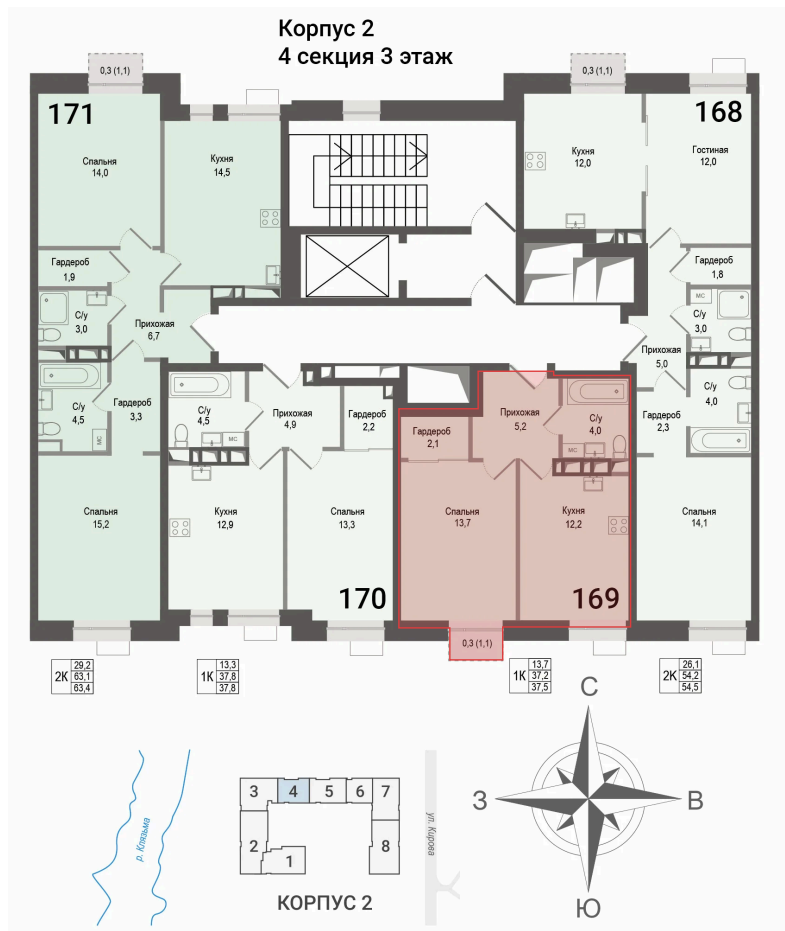 Корпус 2
4 секция 3 этаж
0,3 (1,1)
0,3 (1,1)
171
168
Спальня
14,0
Кухня
14,5
Кухня
12,0
Гостиная
12,0
Гардероб
1,9
Гардероб
1,8
С/у
3,0
Прихожая
6,7
МС
С/у
3,0
Прихожая
5,0
С/у
4,5
МС
Гардероб
3,3
С/у
4,5
МС
Прихожая
4,9
Гардероб
2,2
Гардероб
2,1
Прихожая
5,2
С/у
4,0
МС
Гардероб
2,3
С/у
4,0
Спальня
15,2
Кухня
12,9
Спальня
13,3
Спальня
13,7
Кухня
12,2
Спальня
14,1
170
169
0,3 (1,1)
2К 29,2
63,1
63,4
1К 13,3
37,8
37,8
1К 13,7
37,2
37,5
2К 26,1
54,2
54,5
С
З
В
Ю
р. Клязьма
3 4 5 6 7
2
1
8
КОРПУС 2
ул. Кирова